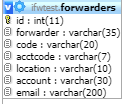 ifwtest.forwarders
id : int(11)
forwarder : varchar(35)
code : varchar(20)
acctcode : varchar(7)
location : varchar(10)
account : varchar(30)
email : varchar(200)